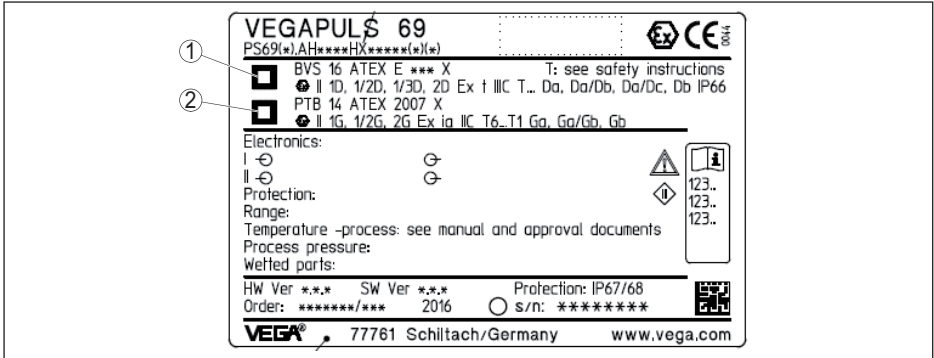 VEGAPULS 69
PS69(*).AH****HX*****(*)(*)
0044
1
BVS 16 ATEX E *** X T: see safety instructions
II 1D, 1/2D, 1/3D, 2D Ex t IIIC T... Da, Da/Db, Da/Dc, Db IP66
2
PTB 14 ATEX 2007 X
II 1G, 1/2G, 2G Ex ia IIC T6...T1 Ga, Ga/Gb, Gb
Electronics:
I
II
Protection:
Range:
Temperature -process: see manual and approval documents
Process pressure:
Wetted parts:
i
II
123..
123..
123..
HW Ver *.*.* SW Ver *.*.* Protection: IP67/68
Order: *******/*** 2016 s/n: ********
VEGA® 77761 Schiltach/Germany www.vega.com